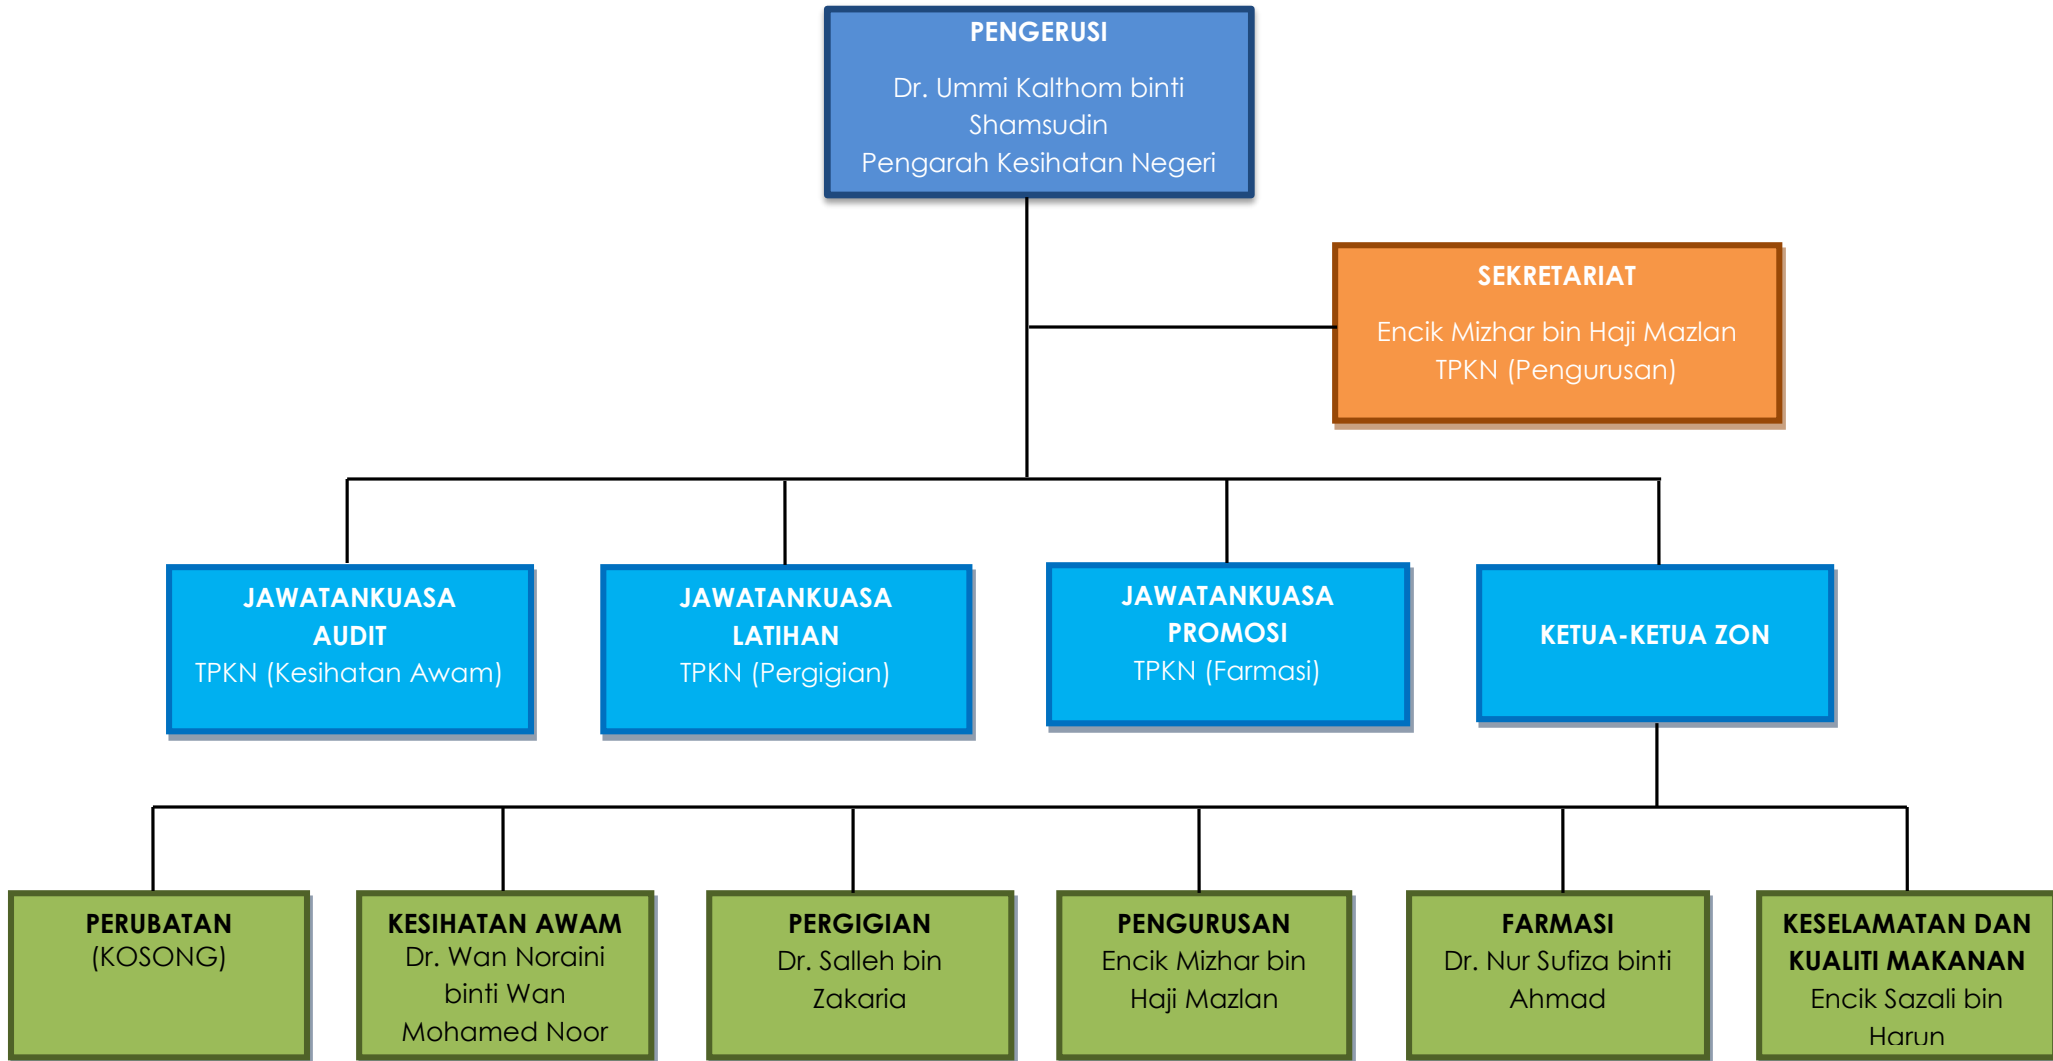 PENGERUSI
Dr. Ummi Kalthom binti
Shamsudin
Pengarah Kesihatan Negeri
SEKRETARIAT
Encik Mizhar bin Haji Mazlan
TPKN (Pengurusan)
JAWATANKUASA
AUDIT
TPKN (Kesihatan Awam)
JAWATANKUASA
LATIHAN
TPKN (Pergigian)
JAWATANKUASA
PROMOSI
TPKN (Farmasi)
KETUA-KETUA ZON
PERUBATAN
(KOSONG)
KESIHATAN AWAM
Dr. Wan Noraini
binti Wan
Mohamed Noor
PERGIGIAN
Dr. Salleh bin
Zakaria
PENGURUSAN
Encik Mizhar bin
Haji Mazlan
FARMASI
Dr. Nur Sufiza binti
Ahmad
KESELAMATAN DAN
KUALITI MAKANAN
Encik Sazali bin
Harun